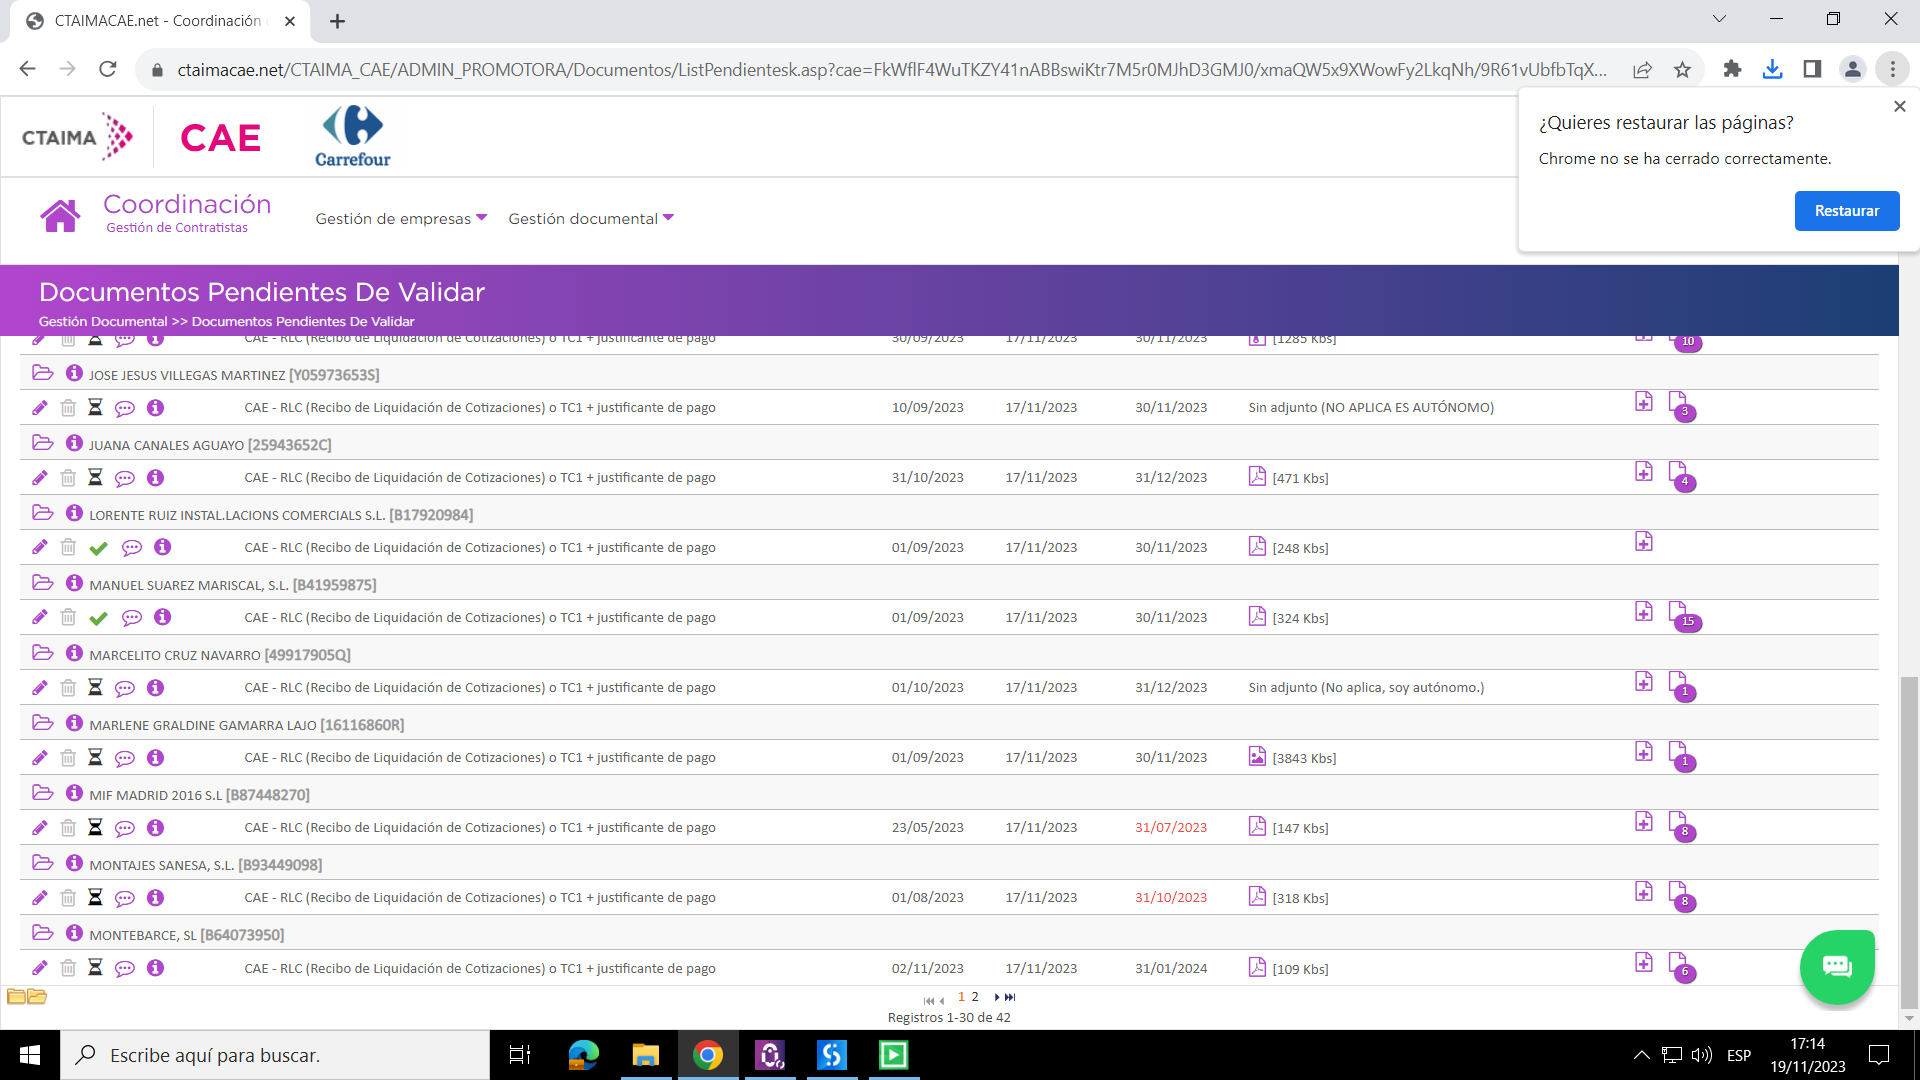 CTAIMACAE.net - Coordinación
ctaimacae.net/CTAIMA_CAE/ADMIN_PROMOTORA/Documentos/ListPendientesk.asp?cae=FkWflF4WuTKZY41nABBswiKtr7M5r0MJhD3GMJ0/xmaQW5x9XWowFy2LkqNh/9R61vUbfbTqX...
¿Quieres restaurar las páginas?
Chrome no se ha cerrado correctamente.
Restaurar
CTAIMA CAE Carrefour
Coordinación
Gestión de Contratistas
Gestión de empresas Gestión documental
Documentos Pendientes De Validar
Gestión Documental >> Documentos Pendientes De Validar
CAE - RLC (Recibo de Liquidación de Cotizaciones) o TC1 + justificante de pago 30/09/2023 17/11/2023 30/11/2023 [1285 Kbs] 10
JOSE JESUS VILLEGAS MARTINEZ [Y05973653S]
CAE - RLC (Recibo de Liquidación de Cotizaciones) o TC1 + justificante de pago 10/09/2023 17/11/2023 30/11/2023 Sin adjunto (NO APLICA ES AUTÓNOMO) 3
JUANA CANALES AGUAYO [25943652C]
CAE - RLC (Recibo de Liquidación de Cotizaciones) o TC1 + justificante de pago 31/10/2023 17/11/2023 31/12/2023 [471 Kbs] 4
LORENTE RUIZ INSTAL.LACIONS COMERCIALS S.L. [B17920984]
CAE - RLC (Recibo de Liquidación de Cotizaciones) o TC1 + justificante de pago 01/09/2023 17/11/2023 30/11/2023 [248 Kbs]
MANUEL SUAREZ MARISCAL, S.L. [B41959875]
CAE - RLC (Recibo de Liquidación de Cotizaciones) o TC1 + justificante de pago 01/09/2023 17/11/2023 30/11/2023 [324 Kbs] 15
MARCELITO CRUZ NAVARRO [49917905Q]
CAE - RLC (Recibo de Liquidación de Cotizaciones) o TC1 + justificante de pago 01/10/2023 17/11/2023 31/12/2023 Sin adjunto (No aplica, soy autónomo.) 1
MARLENE GRALDINE GAMARRA LAJO [16116860R]
CAE - RLC (Recibo de Liquidación de Cotizaciones) o TC1 + justificante de pago 01/09/2023 17/11/2023 30/11/2023 [3843 Kbs] 1
MIF MADRID 2016 S.L [B87448270]
CAE - RLC (Recibo de Liquidación de Cotizaciones) o TC1 + justificante de pago 23/05/2023 17/11/2023 31/07/2023 [147 Kbs] 8
MONTAJES SANESA, S.L. [B93449098]
CAE - RLC (Recibo de Liquidación de Cotizaciones) o TC1 + justificante de pago 01/08/2023 17/11/2023 31/10/2023 [318 Kbs] 8
MONTEBARCE, SL [B64073950]
CAE - RLC (Recibo de Liquidación de Cotizaciones) o TC1 + justificante de pago 02/11/2023 17/11/2023 31/01/2024 [109 Kbs] 6
1 2
Registros 1-30 de 42
Escribe aquí para buscar.
ESP
17:14
19/11/2023